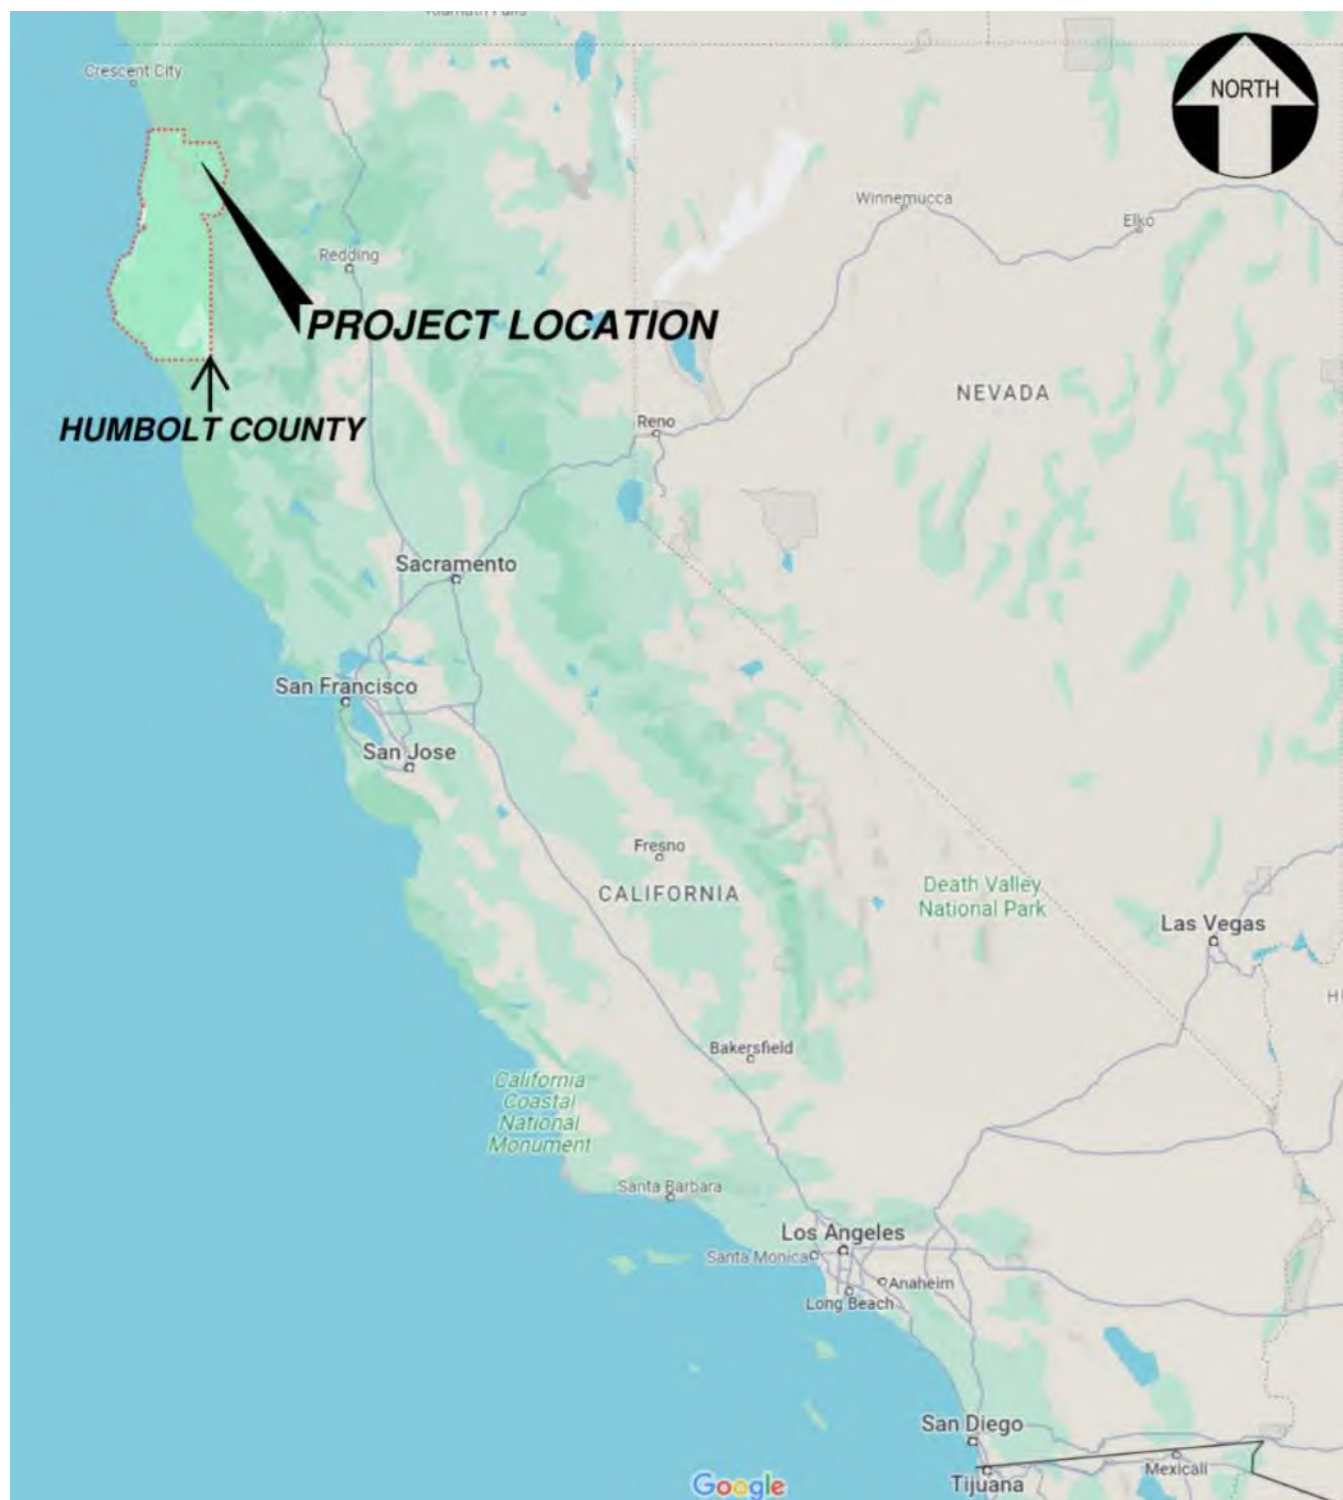 Klamath Falls
Crescent City
NORTH
Winnemucca
Elko
Redding
PROJECT LOCATION
NEVADA
HUMBOLT COUNTY
Reno
Sacramento
San Francisco
San Jose
Fresno
CALIFORNIA
Death Valley
National Park
Las Vegas
Bakersfield
California
Coastal
National
Monument
Santa Barbara
Los Angeles
Santa Monica
Anaheim
Long Beach
San Diego
Mexicali
Tijuana
Google